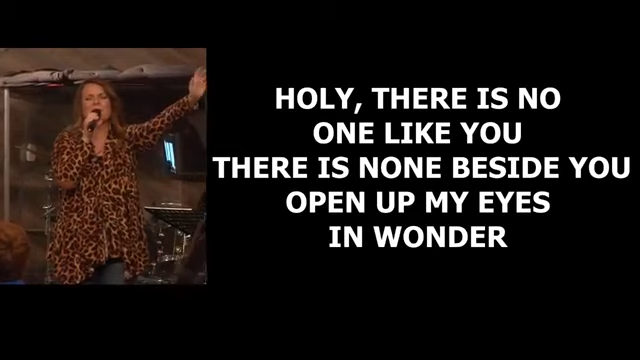 HOLY, THERE IS NO
ONE LIKE YOU
THERE IS NONE BESIDE YOU
OPEN UP MY EYES
IN WONDER